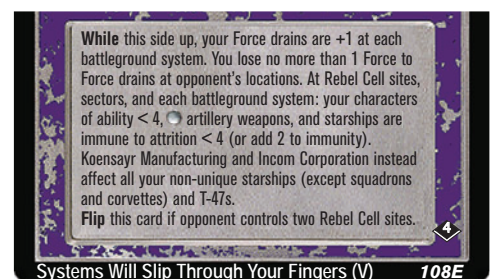 While this side up, your Force drains are +1 at each
battleground system. You lose no more than 1 Force to
Force drains at opponent's locations. At Rebel Cell sites,
sectors, and each battleground system: your characters
of ability < 4, artillery weapons, and starships are
immune to attrition < 4 (or add 2 to immunity).
Koensayr Manufacturing and Incom Corporation instead
affect all your non-unique starships (except squadrons
and corvettes) and T-47s.
Flip this card if opponent controls two Rebel Cell sites.
4
Systems Will Slip Through Your Fingers (V) 108E